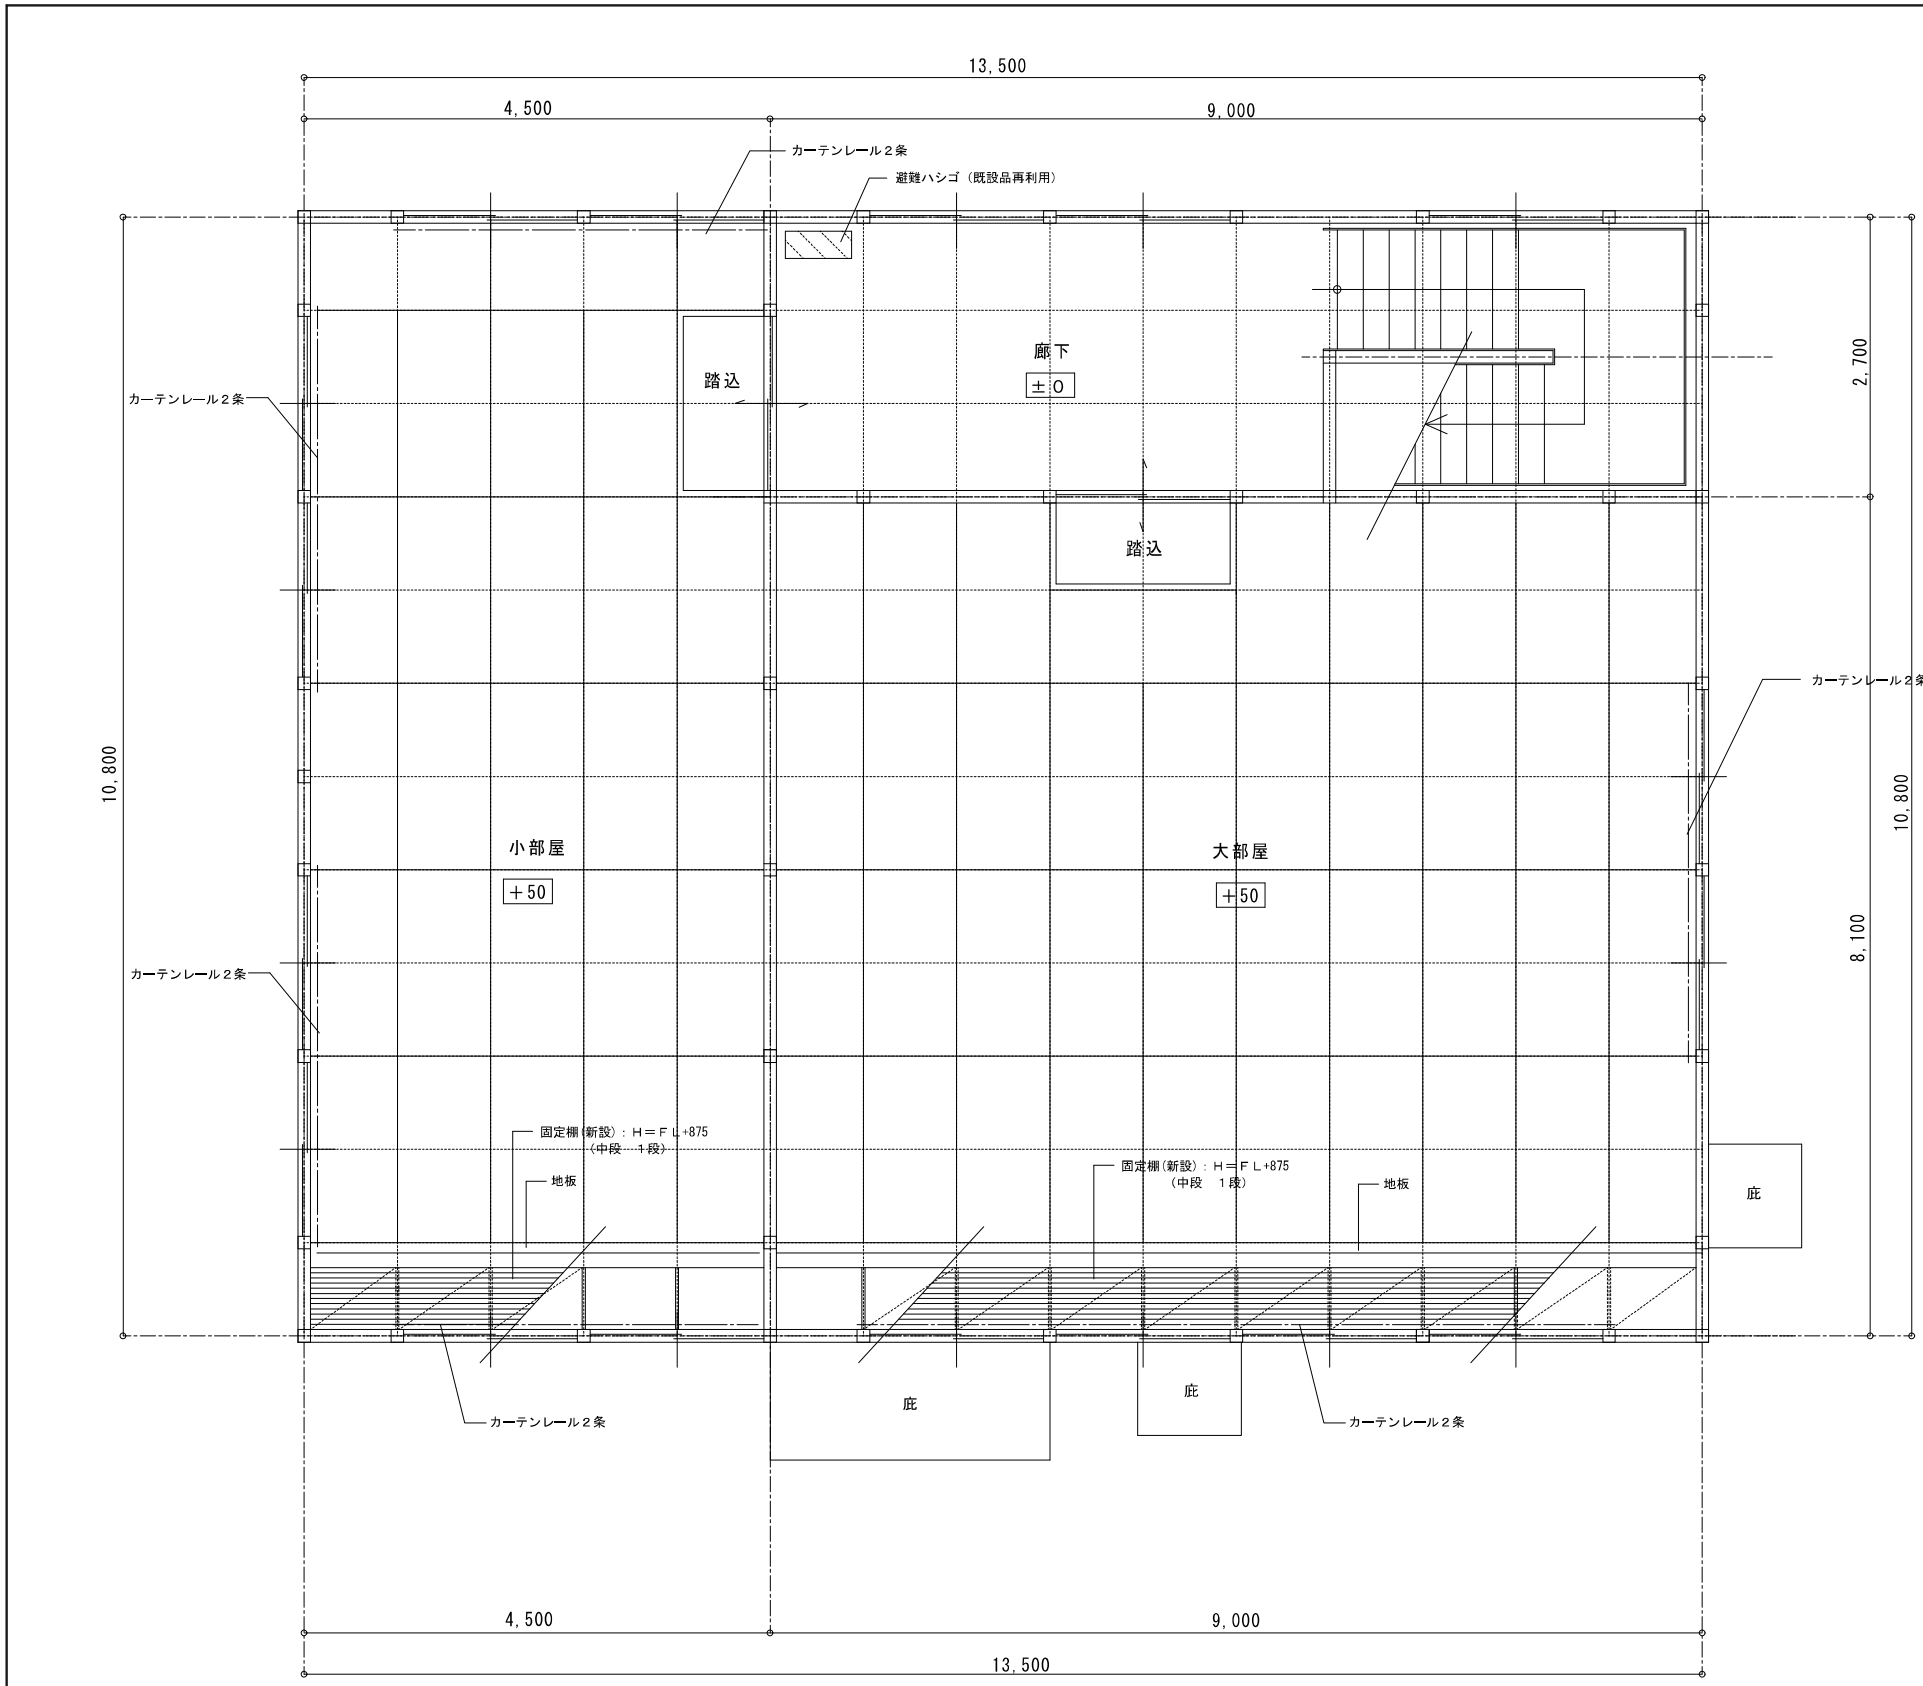 13,500
4,500
9,000
カーテンレール２条
避難ハシゴ（既設品再利用）
廊下
±０
踏込
2,700
カーテンレール２条
踏込
カーテンレール２条
10,800
10,800
小部屋
+50
大部屋
+50
8,100
カーテンレール２条
固定棚(新設)：Ｈ＝ＦＬ+875
（中段　１段）
地板
固定棚(新設)：Ｈ＝ＦＬ+875
（中段　１段）
地板
庇
庇
庇
カーテンレール２条
カーテンレール２条
4,500
9,000
13,500